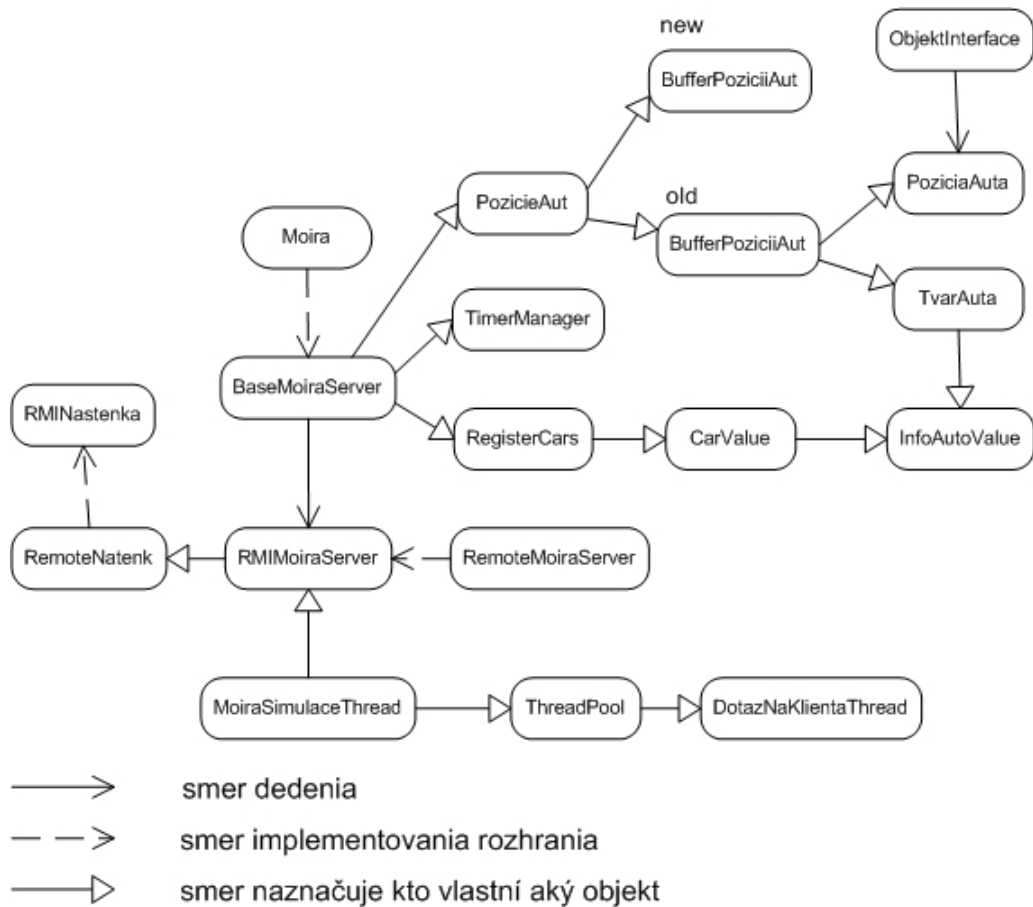 new
ObjektInterface
BufferPoziciiAut
PozicieAut
old
PoziciaAuta
Moira
BufferPoziciiAut
TvarAuta
TimerManager
BaseMoiraServer
RMINastenka
RegisterCars
CarValue
InfoAutoValue
RemoteNatenk
RMIMoiraServer
RemoteMoiraServer
MoiraSimulaceThread
ThreadPool
DotazNaKlientaThread
smer dedenia
smer implementovania rozhrania
smer naznačuje kto vlastní aký objekt